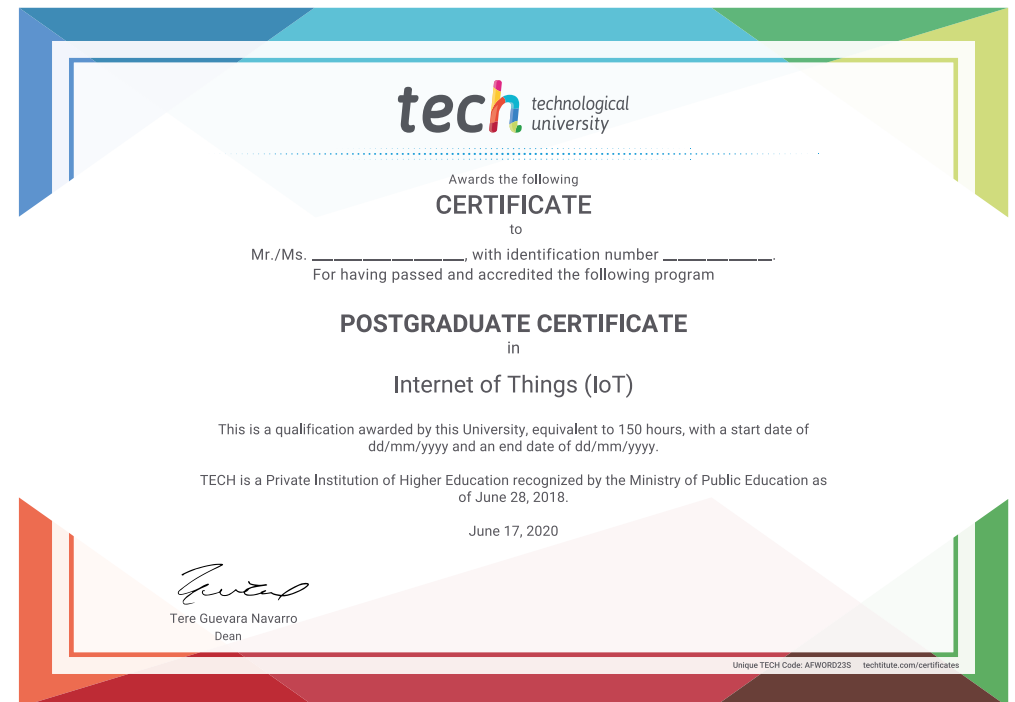 tech technological
university
Awards the following
CERTIFICATE
to
Mr./Ms. ________________, with identification number ____________.
For having passed and accredited the following program
POSTGRADUATE CERTIFICATE
in
Internet of Things (IoT)
This is a qualification awarded by this University, equivalent to 150 hours, with a start date of
dd/mm/yyyy and an end date of dd/mm/yyyy.
TECH is a Private Institution of Higher Education recognized by the Ministry of Public Education as
of June 28, 2018.
June 17, 2020
Tere Guevara Navarro
Dean
Unique TECH Code: AFWORD23S techtitute.com/certificates